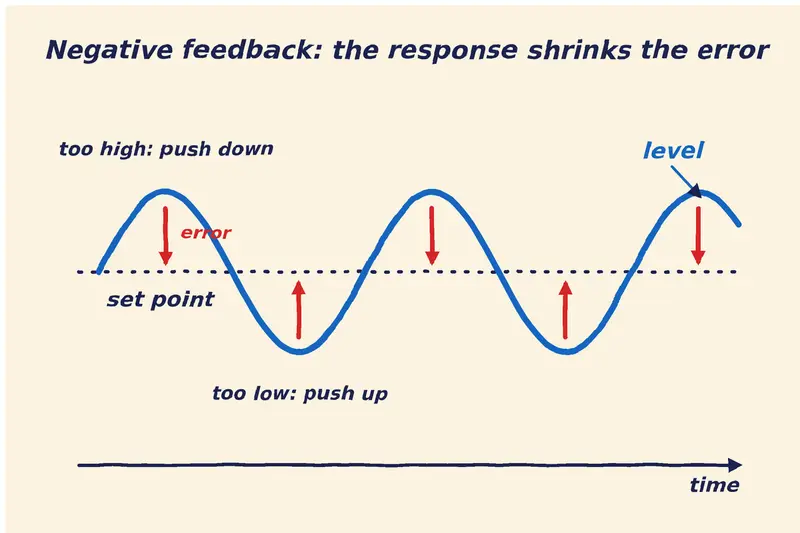 Negative feedback: the response shrinks the error
too high: push down
level
error
set point
too low: push up
time